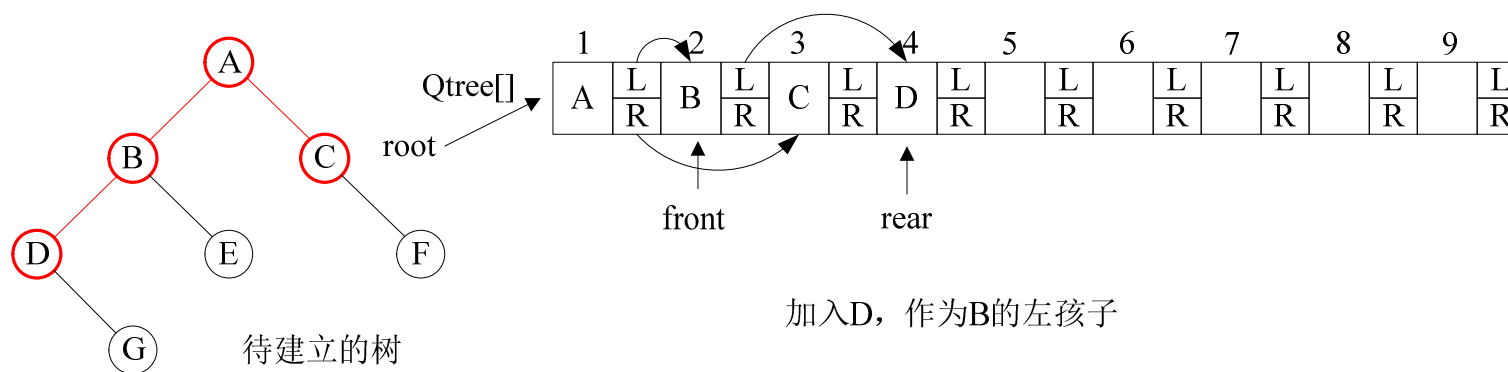 A
B
C
D
E
F
G
待建立的树
1 2 3 4 5 6 7 8 9
Qtree[]
root
A L B L C L D L L L L L L
R R R R R R R R R
front
rear
加入D，作为B的左孩子